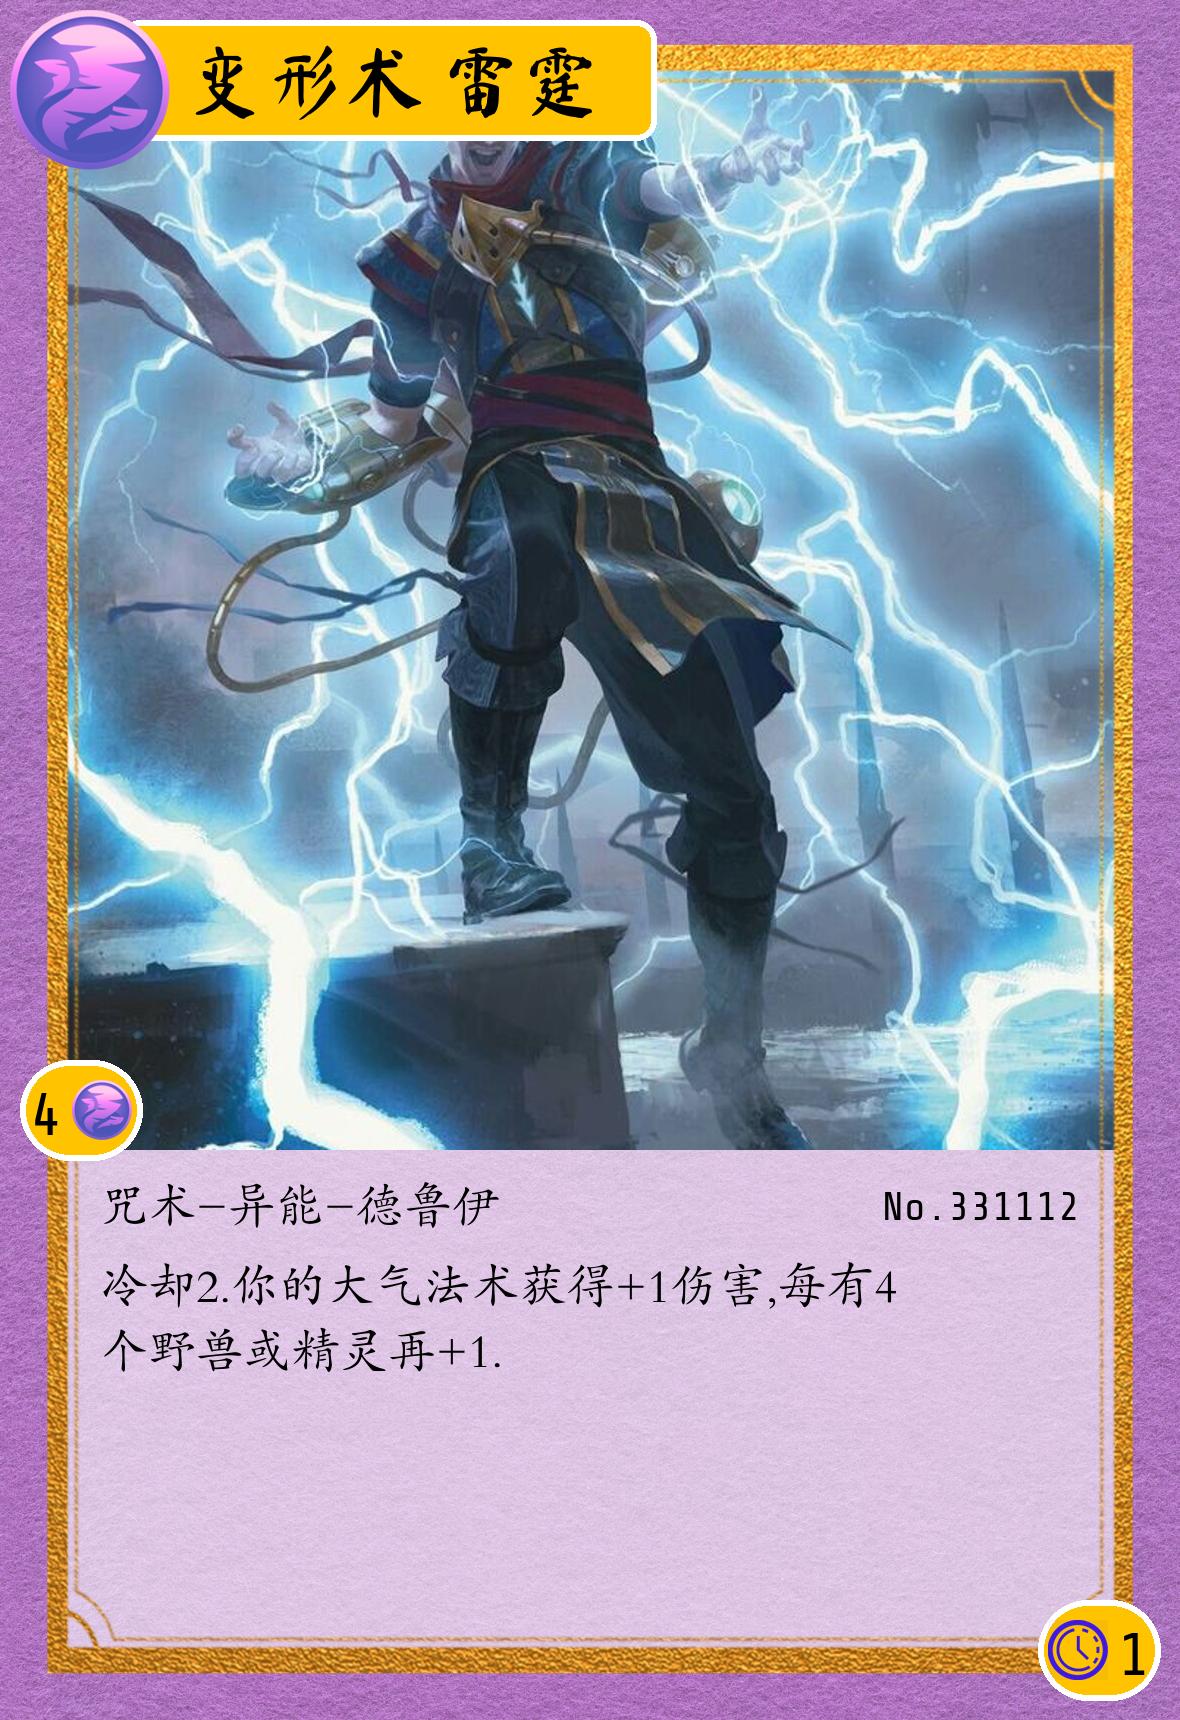 变形术 雷霆
4
咒术-异能-德鲁伊
No.331112
冷却2.你的大气法术获得+1伤害,每有4
个野兽或精灵再+1.
1